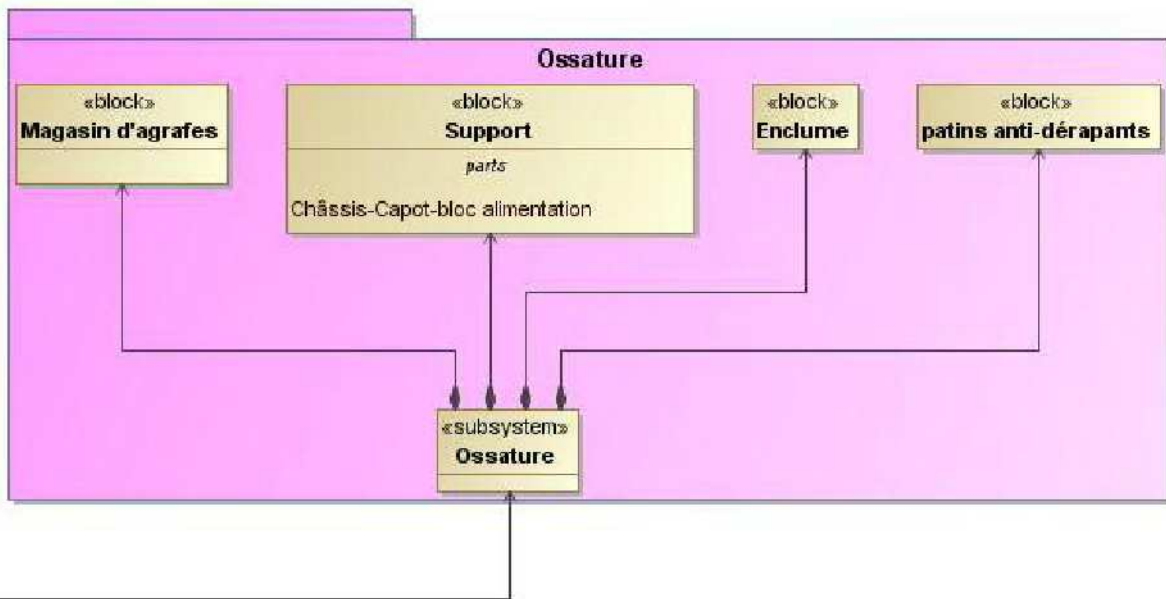 Ossature
«block»
Magasin d'agrafes
«block»
Support
parts
Châssis-Capot-bloc alimentation
«block»
Enclume
«block»
patins anti-dérapants
«subsystem»
Ossature